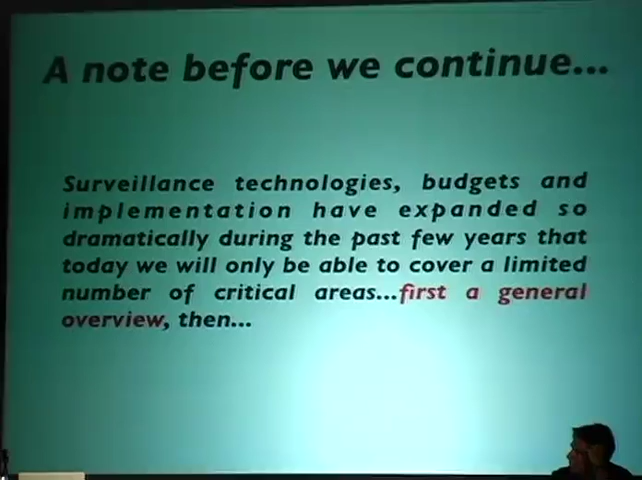 A note before we continue...
Surveillance technologies, budgets and
implementation have expanded so
dramatically during the past few years that
today we will only be able to cover a limited
number of critical areas...first a general
overview, then...